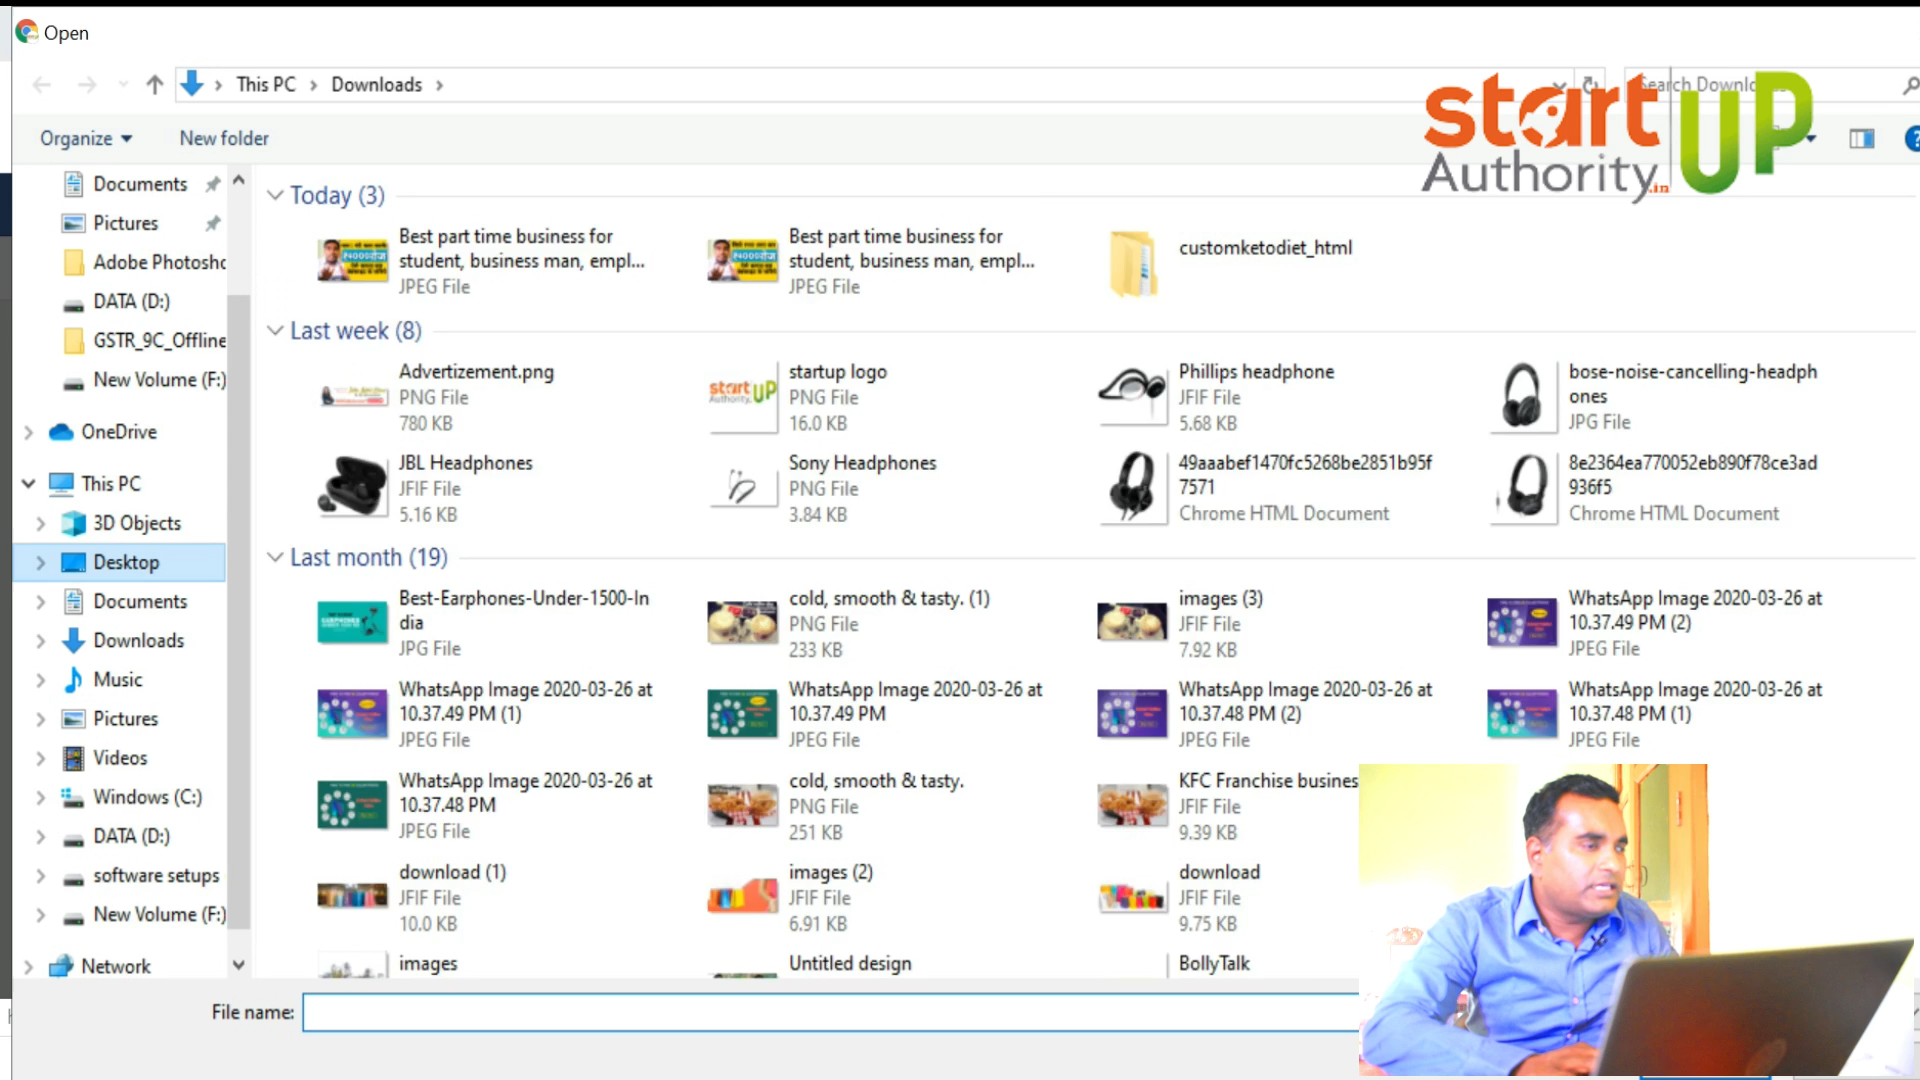 Open
This PC
Downloads
Search Downlo
start UP
Authority.in
Organize
New folder
Documents
Pictures
Adobe Photosho
DATA (D:)
GSTR_9C_Offline
New Volume (F:)
OneDrive
This PC
3D Objects
Desktop
Documents
Downloads
Music
Pictures
Videos
Windows (C:)
DATA (D:)
software setups
New Volume (F:)
Network
Today (3)
Best part time business for
student, business man, empl...
JPEG File
Best part time business for
student, business man, empl...
JPEG File
customketodiet_html
Last week (8)
Advertizement.png
PNG File
780 KB
startup logo
PNG File
16.0 KB
Phillips headphone
JFIF File
5.68 KB
bose-noise-cancelling-headph
ones
JPG File
JBL Headphones
JFIF File
5.16 KB
Sony Headphones
PNG File
3.84 KB
49aaabef1470fc5268be2851b95f
7571
Chrome HTML Document
8e2364ea770052eb890f78ce3ad
936f5
Chrome HTML Document
Last month (19)
Best-Earphones-Under-1500-In
dia
JPG File
cold, smooth & tasty. (1)
PNG File
233 KB
images (3)
JFIF File
7.92 KB
WhatsApp Image 2020-03-26 at
10.37.49 PM (2)
JPEG File
WhatsApp Image 2020-03-26 at
10.37.49 PM (1)
JPEG File
WhatsApp Image 2020-03-26 at
10.37.49 PM
JPEG File
WhatsApp Image 2020-03-26 at
10.37.48 PM (2)
JPEG File
WhatsApp Image 2020-03-26 at
10.37.48 PM (1)
JPEG File
WhatsApp Image 2020-03-26 at
10.37.48 PM
JPEG File
cold, smooth & tasty.
PNG File
251 KB
KFC Franchise busines
JFIF File
9.39 KB
download (1)
JFIF File
10.0 KB
images (2)
JFIF File
6.91 KB
download
JFIF File
9.75 KB
images
Untitled design
BollyTalk
File name: